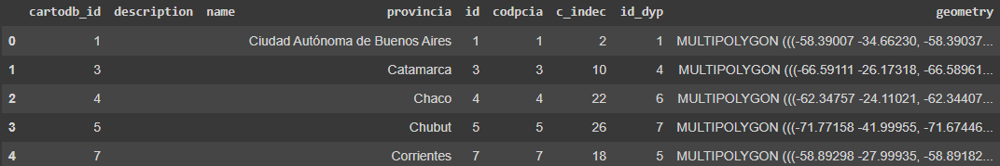 cartodb_id description name provincia id codpcia c_indec id_dyp geometry
0 1 Ciudad Autónoma de Buenos Aires 1 1 2 1 MULTIPOLYGON (((-58.39007 -34.66230, -58.39037...
1 3 Catamarca 3 3 10 4 MULTIPOLYGON (((-66.59111 -26.17318, -66.58961...
2 4 Chaco 4 4 22 6 MULTIPOLYGON (((-62.34757 -24.11021, -62.34407...
3 5 Chubut 5 5 26 7 MULTIPOLYGON (((-71.77158 -41.99955, -71.67446...
4 7 Corrientes 7 7 18 5 MULTIPOLYGON (((-58.89298 -27.99935, -58.89182...